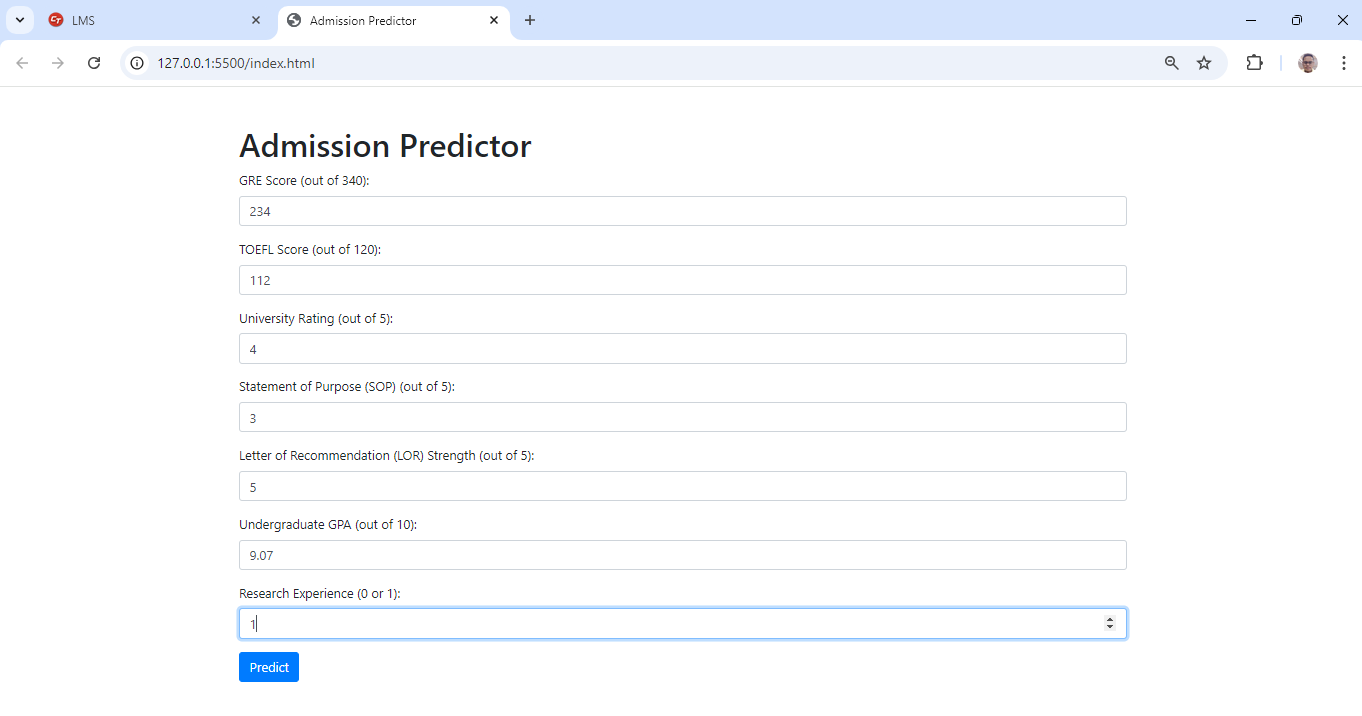 LMS
Admission Predictor
127.0.0.1:5500/index.html
Admission Predictor
GRE Score (out of 340):
234
TOEFL Score (out of 120):
112
University Rating (out of 5):
4
Statement of Purpose (SOP) (out of 5):
3
Letter of Recommendation (LOR) Strength (out of 5):
5
Undergraduate GPA (out of 10):
9.07
Research Experience (0 or 1):
1
Predict